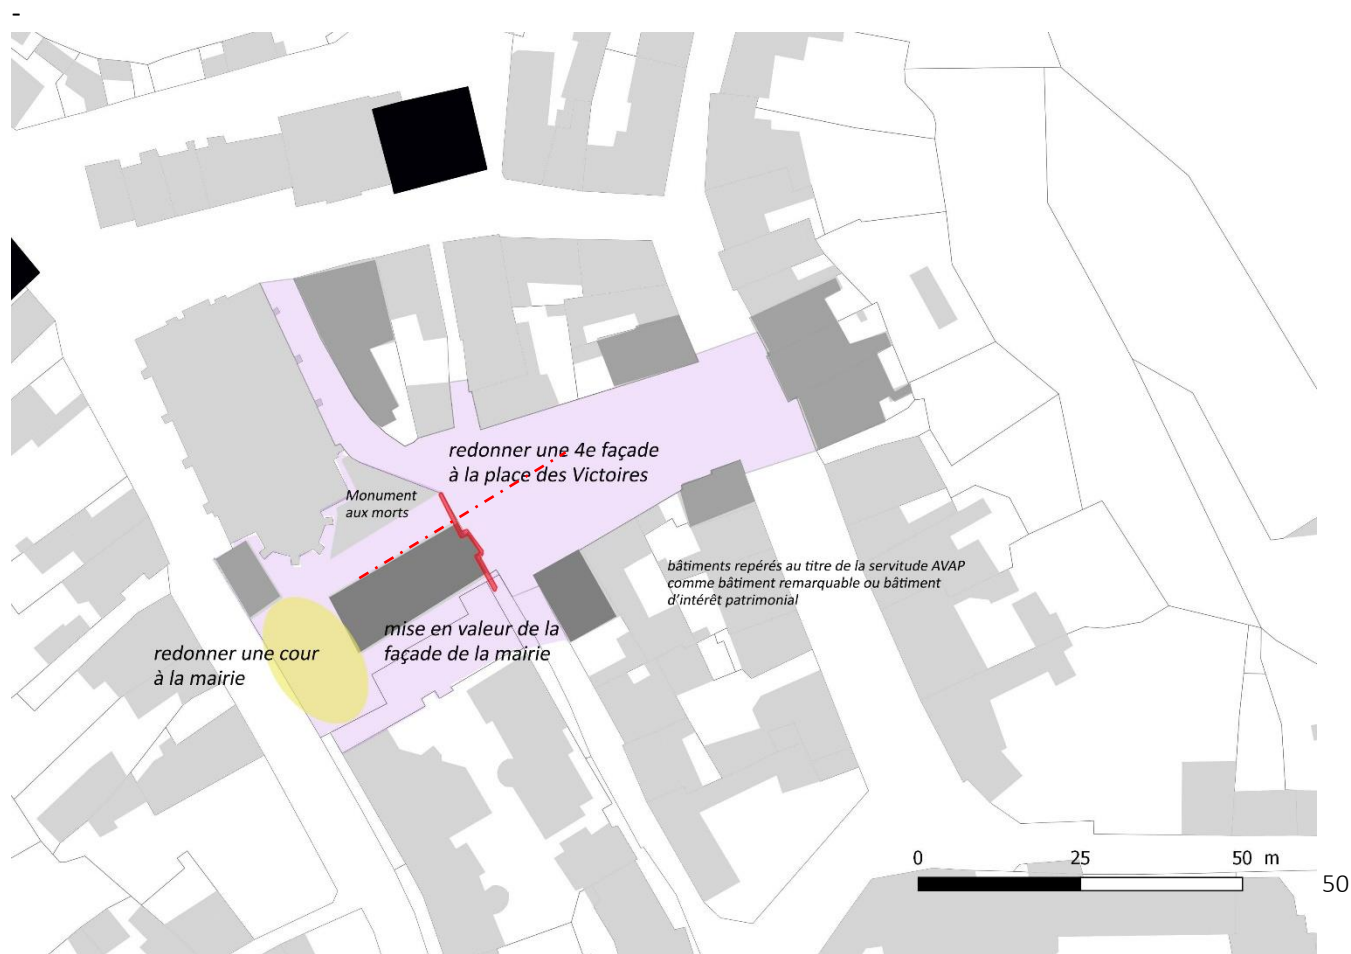 -
redonner une 4e façade
à la place des Victoires
Monument
aux morts
bâtiments repérés au titre de la servitude AVAP
comme bâtiment remarquable ou bâtiment
d'intérêt patrimonial
mise en valeur de la
façade de la mairie
redonner une cour
à la mairie
0 25 50 m
50